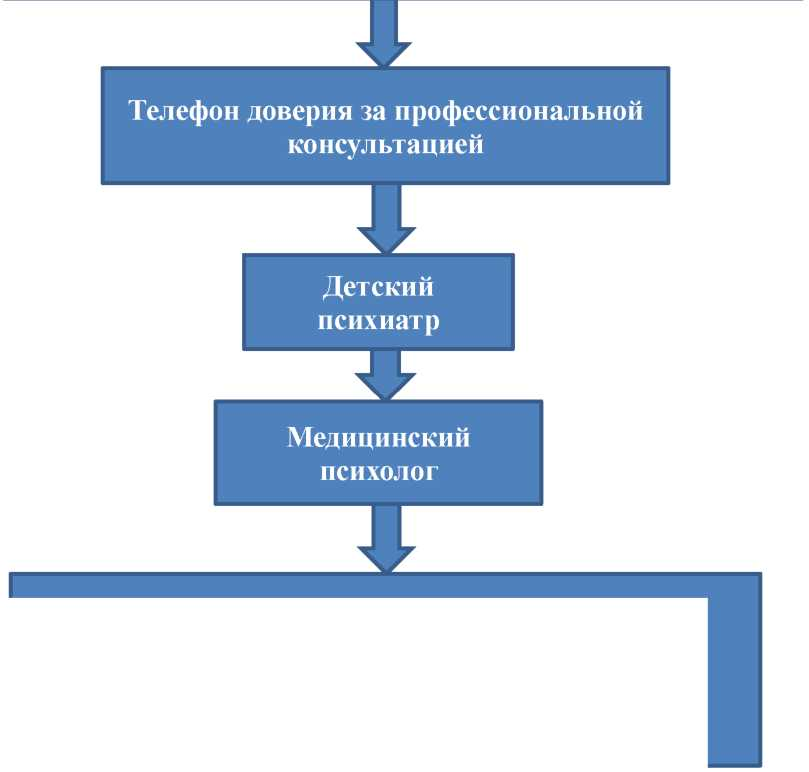 Телефон доверия за профессиональной
консультацией
Детский
психиатр
Медицинский
психолог